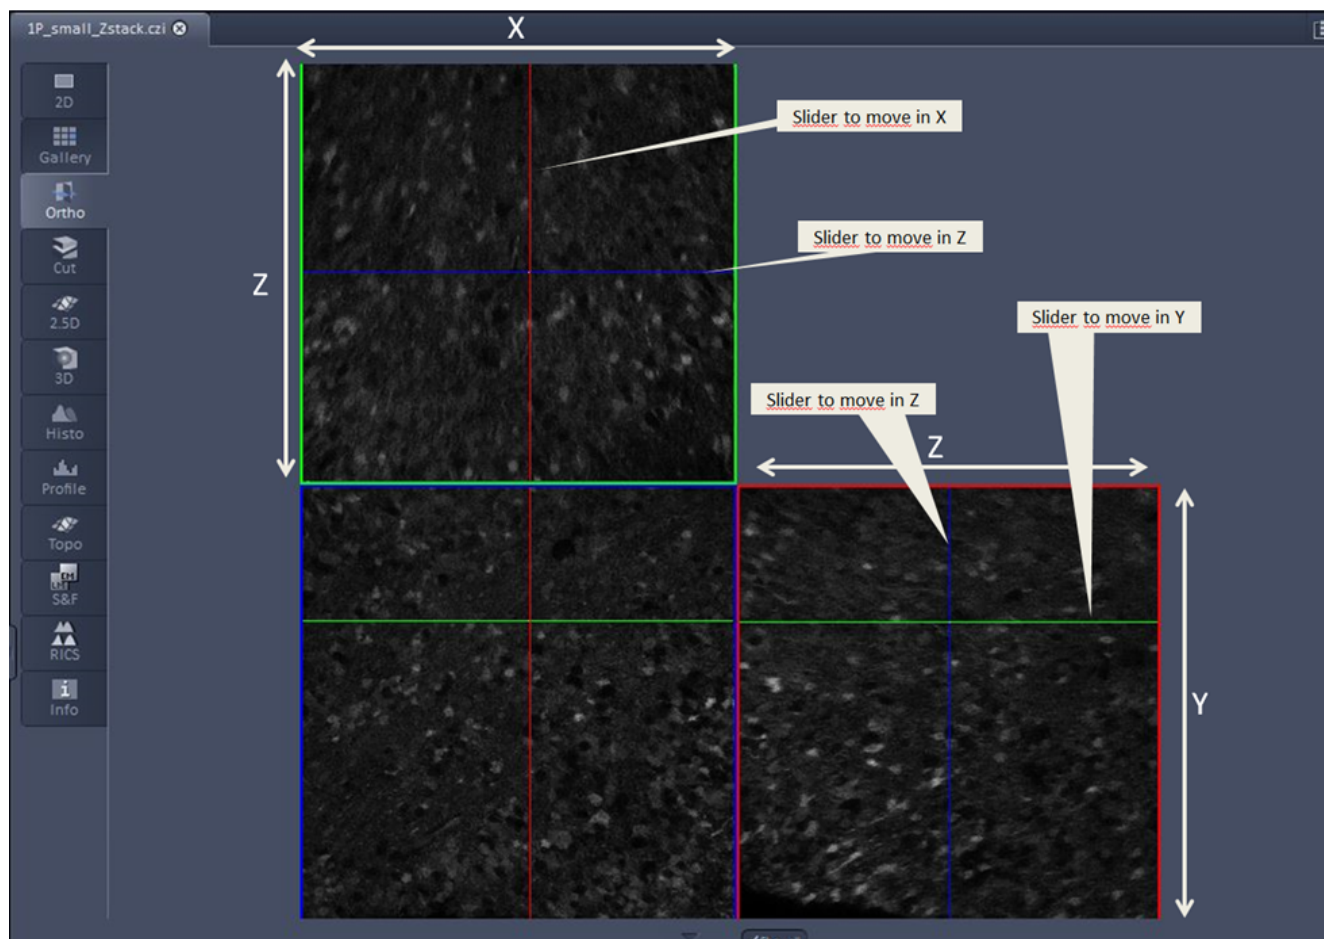 1P_small_Zstack.czi
X
2D
Gallery
Ortho
Cut
2.5D
3D
Histo
Profile
Topo
S&F
RICS
i
Info
Slider to move in X
Slider to move in Z
Z
Slider to move in Y
Slider to move in Z
Z
Y